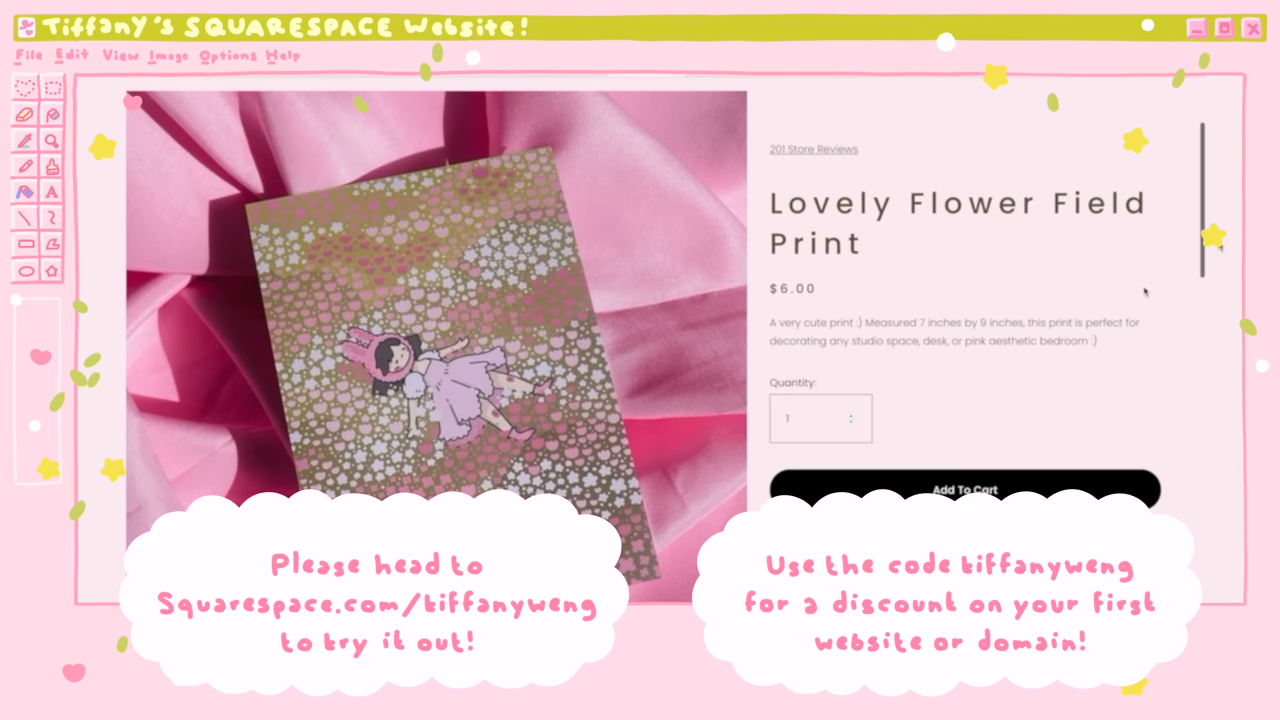 Tiffany's SQUARESPACE Website!
File Edit View Image Options Help
201 Store Reviews
Lovely Flower Field
Print
$6.00
A very cute print :) Measured 7 inches by 9 inches, this print is perfect for
decorating any studio space, desk, or pink aesthetic bedroom :)
Quantity:
1
Add To Cart
Please head to
Squarespace.com/tiffanyweng
to try it out!
Use the code tiffanyweng
for a discount on your first
website or domain!